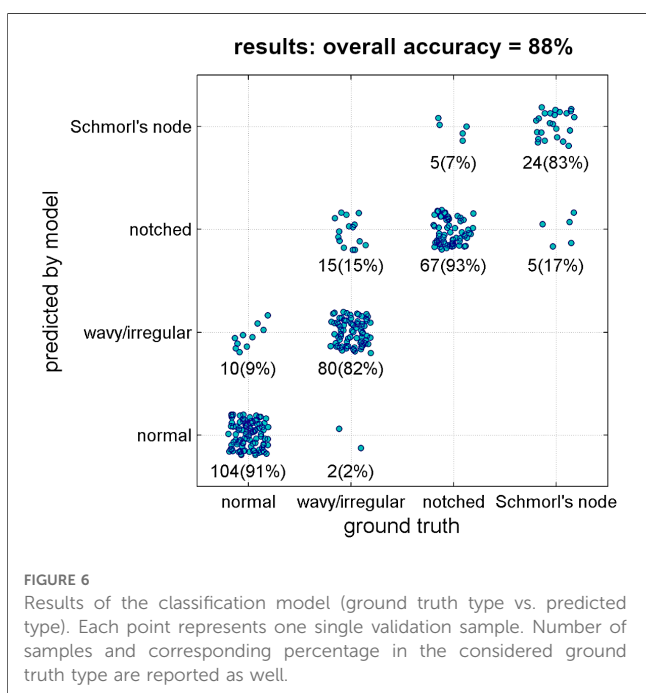 results: overall accuracy = 88%
Schmorl's node
5(7%) 24(83%)
notched
15(15%) 67(93%) 5(17%)
predicted by model
wavy/irregular
10(9%) 80(82%)
normal
104(91%) 2(2%)
normal wavy/irregular notched Schmorl's node
ground truth
FIGURE 6
Results of the classification model (ground truth type vs. predicted
type). Each point represents one single validation sample. Number of
samples and corresponding percentage in the considered ground
truth type are reported as well.